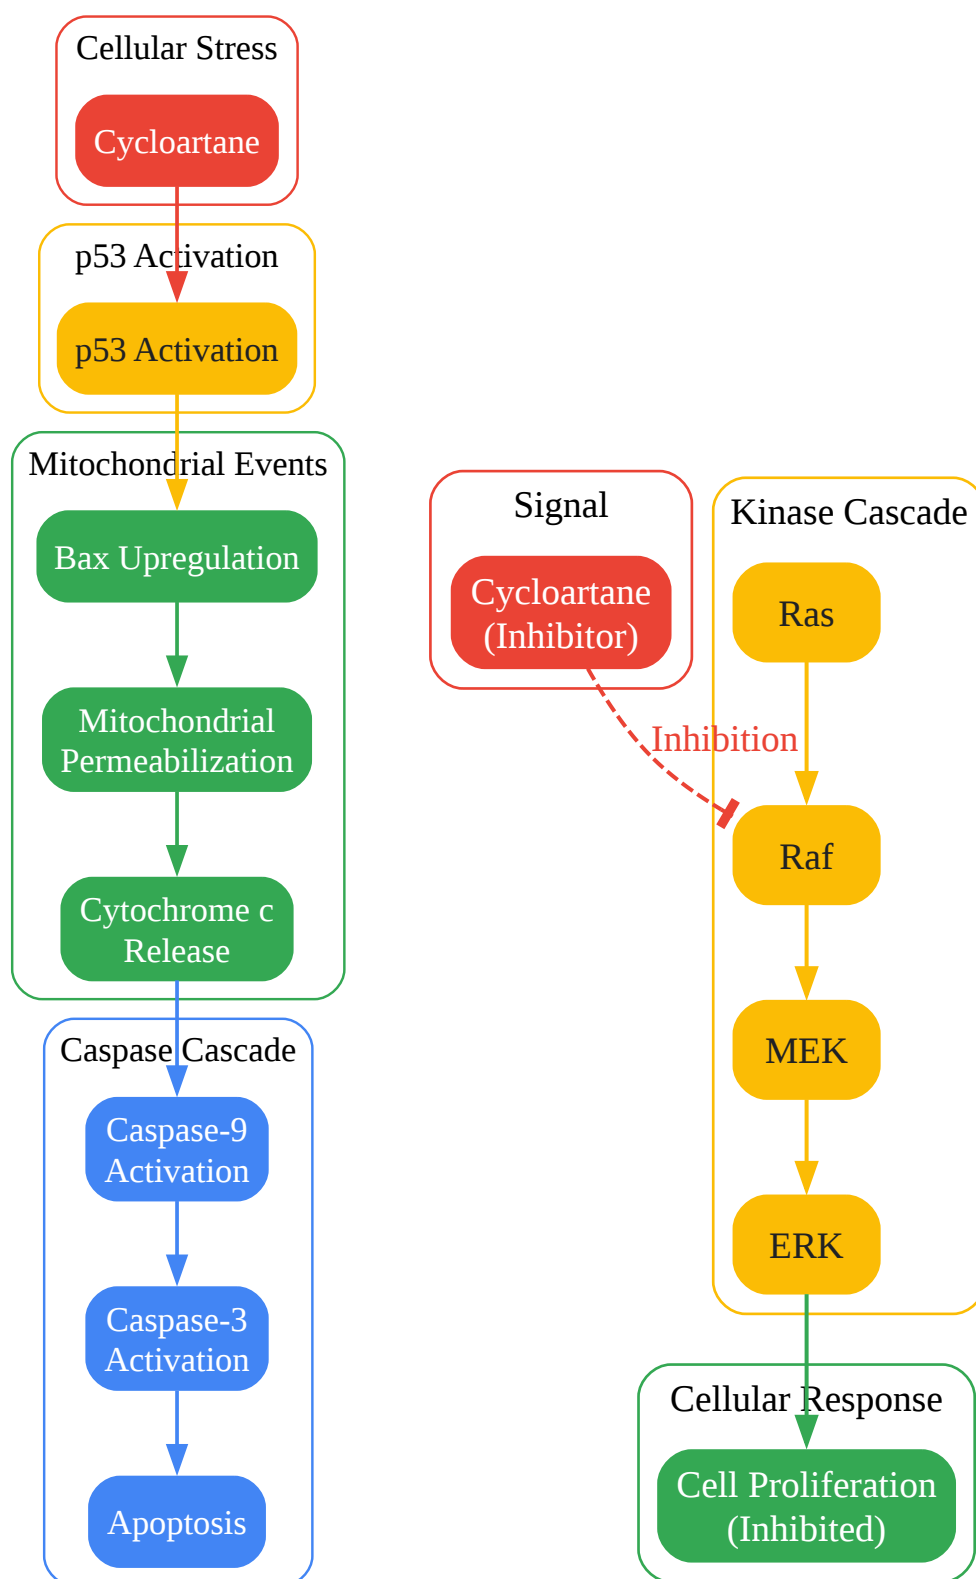 Cellular Stress
Cycloartane
p53 Activation
p53 Activation
Mitochondrial Events
Bax Upregulation
Mitochondrial
Permeabilization
Cytochrome c
Release
Caspase Cascade
Caspase-9
Activation
Caspase-3
Activation
Apoptosis
Signal
Cycloartane
(Inhibitor)
Inhibition
Kinase Cascade
Ras
Raf
MEK
ERK
Cellular Response
Cell Proliferation
(Inhibited)